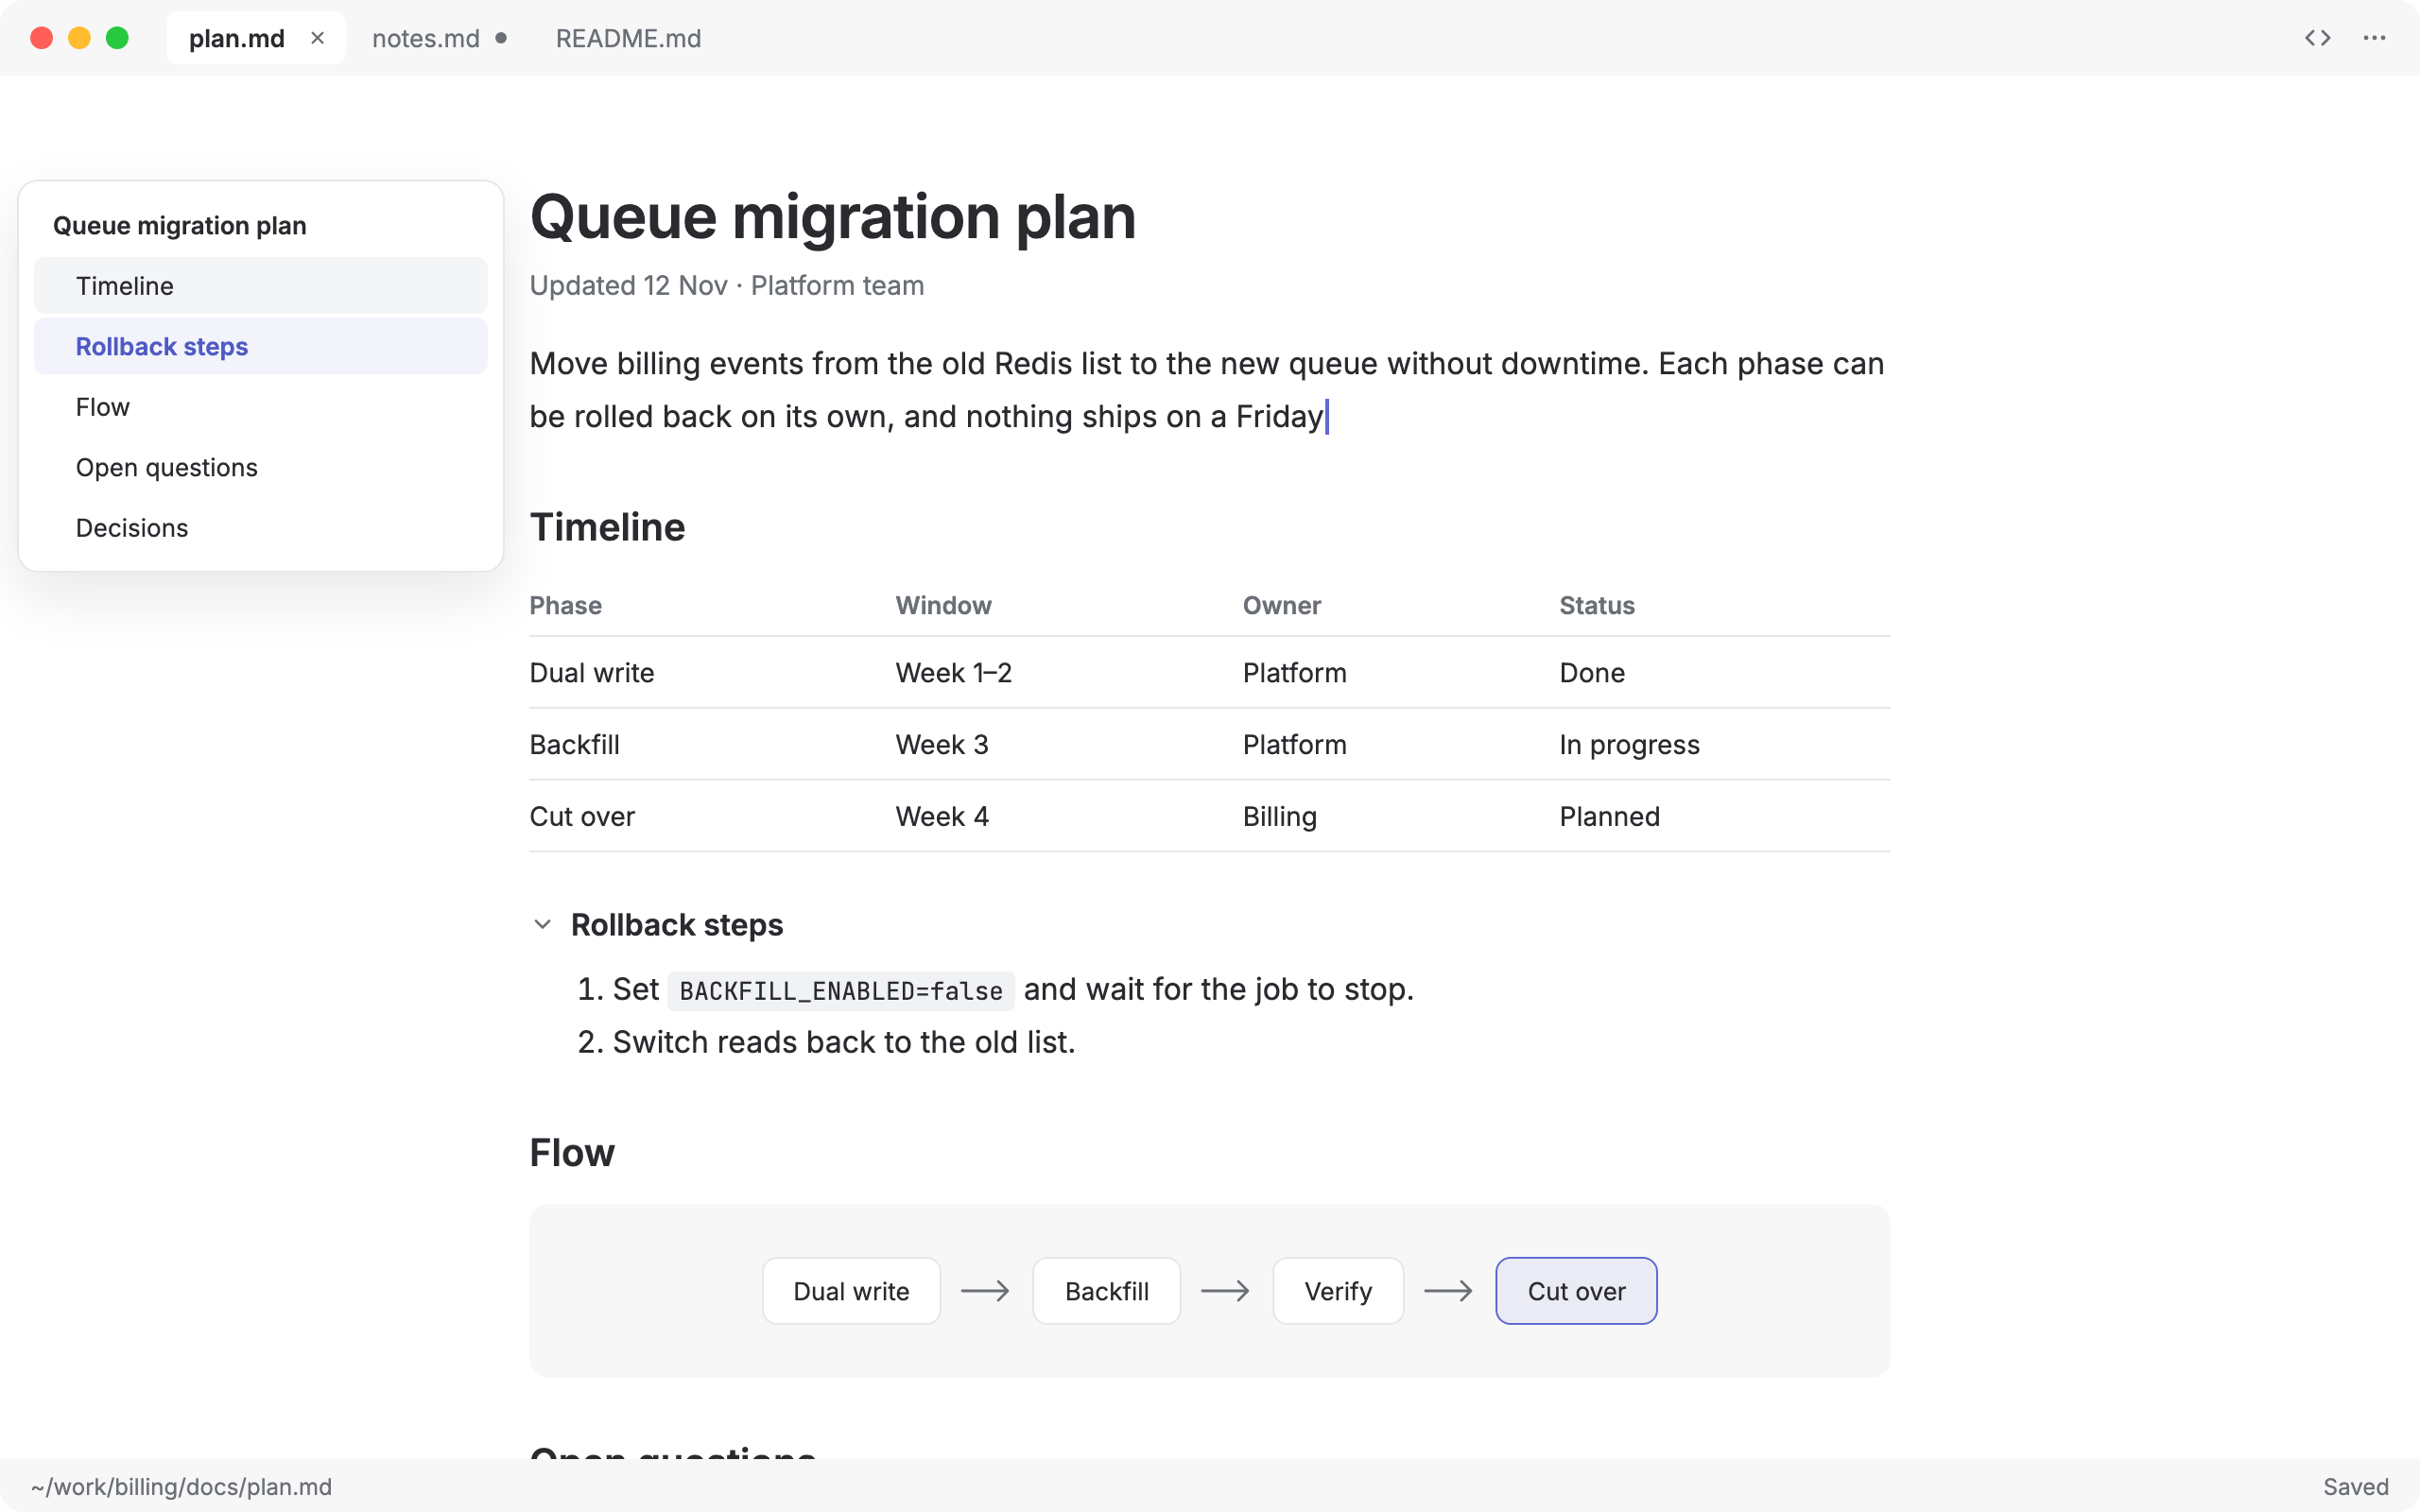 plan.md
notes.md
README.md
Queue migration plan
Timeline
Rollback steps
Flow
Open questions
Decisions
Queue migration plan
Updated 12 Nov · Platform team
Move billing events from the old Redis list to the new queue without downtime. Each phase can
be rolled back on its own, and nothing ships on a Friday
Timeline
Phase Window Owner Status
Dual write Week 1–2 Platform Done
Backfill Week 3 Platform In progress
Cut over Week 4 Billing Planned
Rollback steps
1. Set BACKFILL_ENABLED=false and wait for the job to stop.
2. Switch reads back to the old list.
Flow
Dual write → Backfill → Verify → Cut over
Open questions
~/work/billing/docs/plan.md
Saved